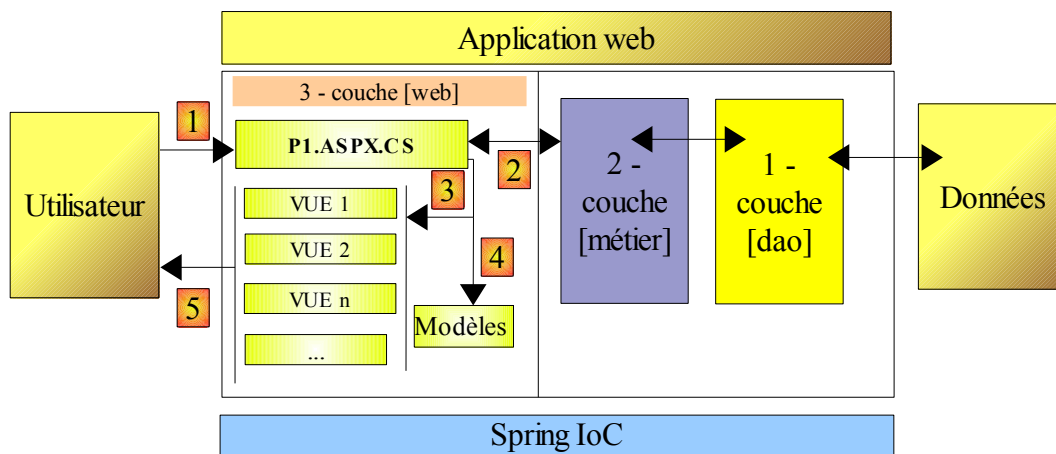 Application web
3 - couche [web]
1
P1.ASPX.CS
2
Utilisateur
VUE 1
3
VUE 2
4
5
VUE n
Modèles
...
2 -
couche
[métier]
1 -
couche
[dao]
Données
Spring IoC